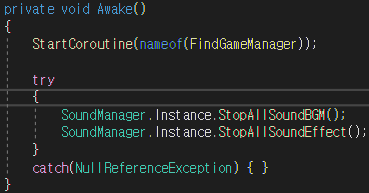 private void Awake()
{
StartCoroutine(nameof(FindGameManager));
try
{
SoundManager.Instance.StopAllSoundBGM();
SoundManager.Instance.StopAllSoundEffect();
}
catch(NullReferenceException) { }
}